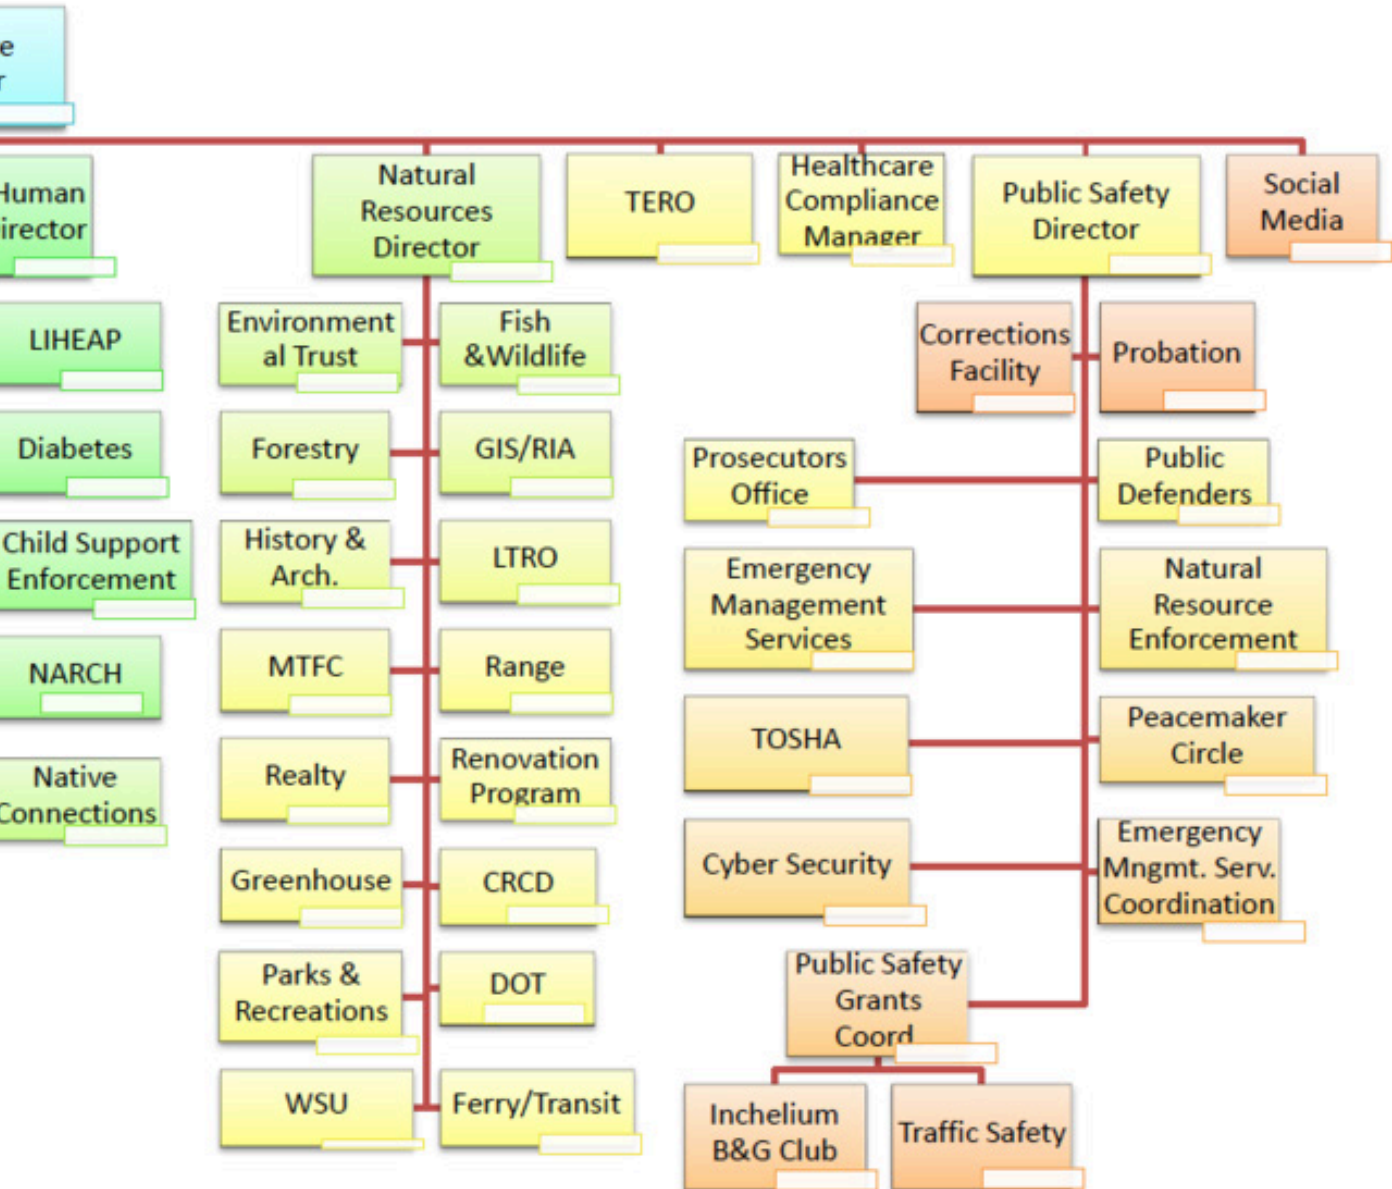 e
r
Human
irector
Natural
Resources
Director
TERO
Healthcare
Compliance
Manager
Public Safety
Director
Social
Media
LIHEAP
Diabetes
Child Support
Enforcement
NARCH
Native
Connections
Environment
al Trust
Fish
&Wildlife
Forestry
GIS/RIA
History &
Arch.
LTRO
MTFC
Range
Realty
Renovation
Program
Greenhouse
CRCD
Parks &
Recreations
DOT
WSU
Ferry/Transit
Corrections
Facility
Probation
Prosecutors
Office
Public
Defenders
Emergency
Management
Services
Natural
Resource
Enforcement
TOSHA
Peacemaker
Circle
Cyber Security
Emergency
Mngmt. Serv.
Coordination
Public Safety
Grants
Coord
Inchelium
B&G Club
Traffic Safety